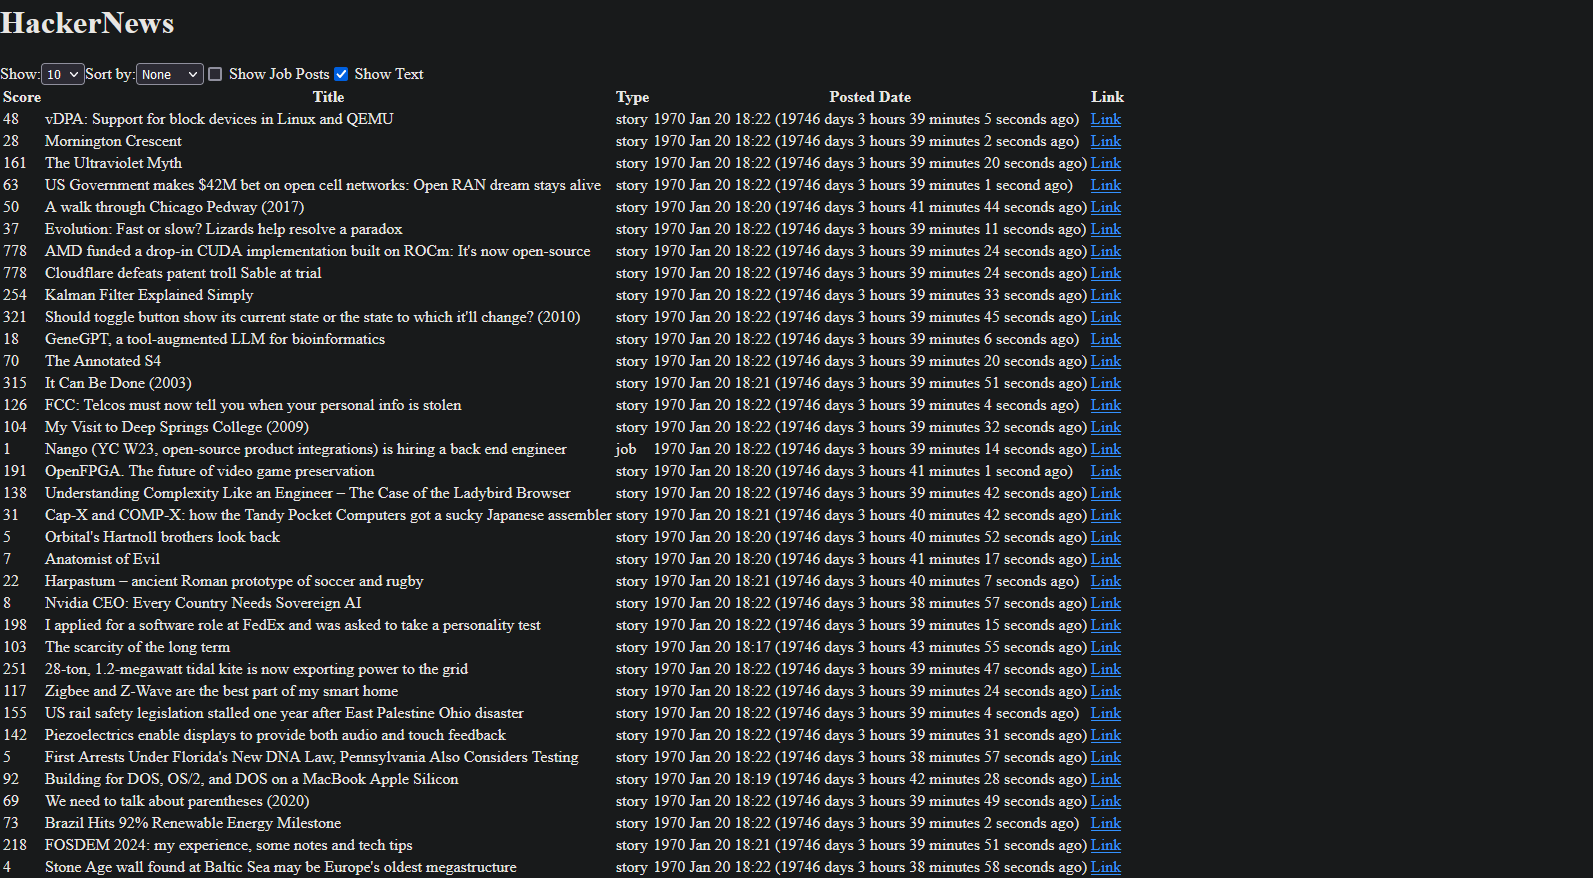 HackerNews
Show: 10 Sort by: None Show Job Posts Show Text
Score Title Type Posted Date Link
48 vDPA: Support for block devices in Linux and QEMU story 1970 Jan 20 18:22 (19746 days 3 hours 39 minutes 5 seconds ago) Link
28 Mornington Crescent story 1970 Jan 20 18:22 (19746 days 3 hours 39 minutes 2 seconds ago) Link
161 The Ultraviolet Myth story 1970 Jan 20 18:22 (19746 days 3 hours 39 minutes 20 seconds ago) Link
63 US Government makes $42M bet on open cell networks: Open RAN dream stays alive story 1970 Jan 20 18:22 (19746 days 3 hours 39 minutes 1 second ago) Link
50 A walk through Chicago Pedway (2017) story 1970 Jan 20 18:20 (19746 days 3 hours 41 minutes 44 seconds ago) Link
37 Evolution: Fast or slow? Lizards help resolve a paradox story 1970 Jan 20 18:22 (19746 days 3 hours 39 minutes 11 seconds ago) Link
778 AMD funded a drop-in CUDA implementation built on ROCm: It's now open-source story 1970 Jan 20 18:22 (19746 days 3 hours 39 minutes 24 seconds ago) Link
778 Cloudflare defeats patent troll Sable at trial story 1970 Jan 20 18:22 (19746 days 3 hours 39 minutes 24 seconds ago) Link
254 Kalman Filter Explained Simply story 1970 Jan 20 18:22 (19746 days 3 hours 39 minutes 33 seconds ago) Link
321 Should toggle button show its current state or the state to which it'll change? (2010) story 1970 Jan 20 18:22 (19746 days 3 hours 39 minutes 45 seconds ago) Link
18 GeneGPT, a tool-augmented LLM for bioinformatics story 1970 Jan 20 18:22 (19746 days 3 hours 39 minutes 6 seconds ago) Link
70 The Annotated S4 story 1970 Jan 20 18:22 (19746 days 3 hours 39 minutes 20 seconds ago) Link
315 It Can Be Done (2003) story 1970 Jan 20 18:21 (19746 days 3 hours 39 minutes 51 seconds ago) Link
126 FCC: Telcos must now tell you when your personal info is stolen story 1970 Jan 20 18:22 (19746 days 3 hours 39 minutes 4 seconds ago) Link
104 My Visit to Deep Springs College (2009) story 1970 Jan 20 18:22 (19746 days 3 hours 39 minutes 32 seconds ago) Link
1 Nango (YC W23, open-source product integrations) is hiring a back end engineer job 1970 Jan 20 18:22 (19746 days 3 hours 39 minutes 14 seconds ago) Link
191 OpenFPGA. The future of video game preservation story 1970 Jan 20 18:20 (19746 days 3 hours 41 minutes 1 second ago) Link
138 Understanding Complexity Like an Engineer – The Case of the Ladybird Browser story 1970 Jan 20 18:22 (19746 days 3 hours 39 minutes 42 seconds ago) Link
31 Cap-X and COMP-X: how the Tandy Pocket Computers got a sucky Japanese assembler story 1970 Jan 20 18:21 (19746 days 3 hours 40 minutes 42 seconds ago) Link
5 Orbital's Hartnoll brothers look back story 1970 Jan 20 18:20 (19746 days 3 hours 40 minutes 52 seconds ago) Link
7 Anatomist of Evil story 1970 Jan 20 18:20 (19746 days 3 hours 41 minutes 17 seconds ago) Link
22 Harpastum – ancient Roman prototype of soccer and rugby story 1970 Jan 20 18:21 (19746 days 3 hours 40 minutes 7 seconds ago) Link
8 Nvidia CEO: Every Country Needs Sovereign AI story 1970 Jan 20 18:22 (19746 days 3 hours 38 minutes 57 seconds ago) Link
198 I applied for a software role at FedEx and was asked to take a personality test story 1970 Jan 20 18:22 (19746 days 3 hours 39 minutes 15 seconds ago) Link
103 The scarcity of the long term story 1970 Jan 20 18:17 (19746 days 3 hours 43 minutes 55 seconds ago) Link
251 28-ton, 1.2-megawatt tidal kite is now exporting power to the grid story 1970 Jan 20 18:22 (19746 days 3 hours 39 minutes 47 seconds ago) Link
117 Zigbee and Z-Wave are the best part of my smart home story 1970 Jan 20 18:22 (19746 days 3 hours 39 minutes 24 seconds ago) Link
155 US rail safety legislation stalled one year after East Palestine Ohio disaster story 1970 Jan 20 18:22 (19746 days 3 hours 39 minutes 4 seconds ago) Link
142 Piezoelectrics enable displays to provide both audio and touch feedback story 1970 Jan 20 18:22 (19746 days 3 hours 39 minutes 31 seconds ago) Link
5 First Arrests Under Florida's New DNA Law, Pennsylvania Also Considers Testing story 1970 Jan 20 18:22 (19746 days 3 hours 38 minutes 57 seconds ago) Link
92 Building for DOS, OS/2, and DOS on a MacBook Apple Silicon story 1970 Jan 20 18:19 (19746 days 3 hours 42 minutes 28 seconds ago) Link
69 We need to talk about parentheses (2020) story 1970 Jan 20 18:22 (19746 days 3 hours 39 minutes 49 seconds ago) Link
73 Brazil Hits 92% Renewable Energy Milestone story 1970 Jan 20 18:22 (19746 days 3 hours 39 minutes 2 seconds ago) Link
218 FOSDEM 2024: my experience, some notes and tech tips story 1970 Jan 20 18:21 (19746 days 3 hours 39 minutes 51 seconds ago) Link
4 Stone Age wall found at Baltic Sea may be Europe's oldest megastructure story 1970 Jan 20 18:22 (19746 days 3 hours 38 minutes 58 seconds ago) Link